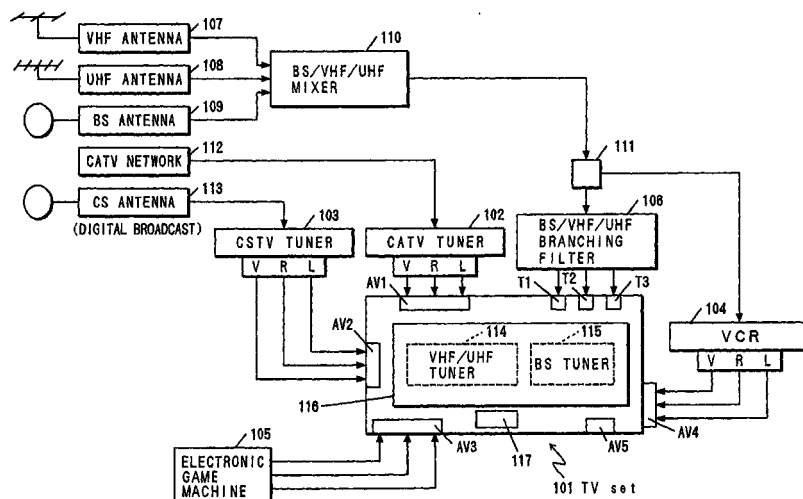 VHF ANTENNA
107
UHF ANTENNA
108
BS ANTENNA
109
CATV NETWORK
112
CS ANTENNA
113
(DIGITAL BROADCAST)
110
BS/VHF/UHF
MIXER
111
103
CSTV TUNER
V R L
102
CATV TUNER
V R L
106
BS/VHF/UHF
BRANCHING
FILTER
T1
T2
T3
104
VCR
V R L
AV1
AV2
114
VHF/UHF
TUNER
115
BS TUNER
116
AV3
117
AV5
AV4
105
ELECTRONIC
GAME
MACHINE
101 TV set